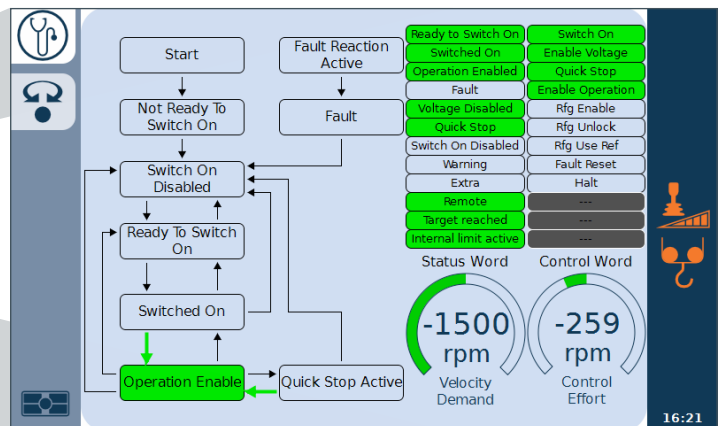 Start
Fault Reaction
Active
Not Ready To
Switch On
Fault
Switch On
Disabled
Ready To Switch
On
Switched On
Operation Enable
Quick Stop Active
Ready to Switch On
Switch On
Switched On
Enable Voltage
Operation Enabled
Quick Stop
Fault
Enable Operation
Voltage Disabled
Rfg Enable
Quick Stop
Rfg Unlock
Switch On Disabled
Rfg Use Ref
Warning
Fault Reset
Extra
Halt
Remote
---
Target reached
---
Internal limit active
---
Status Word
Control Word
-1500
rpm
Velocity
Demand
-259
rpm
Control
Effort
16:21